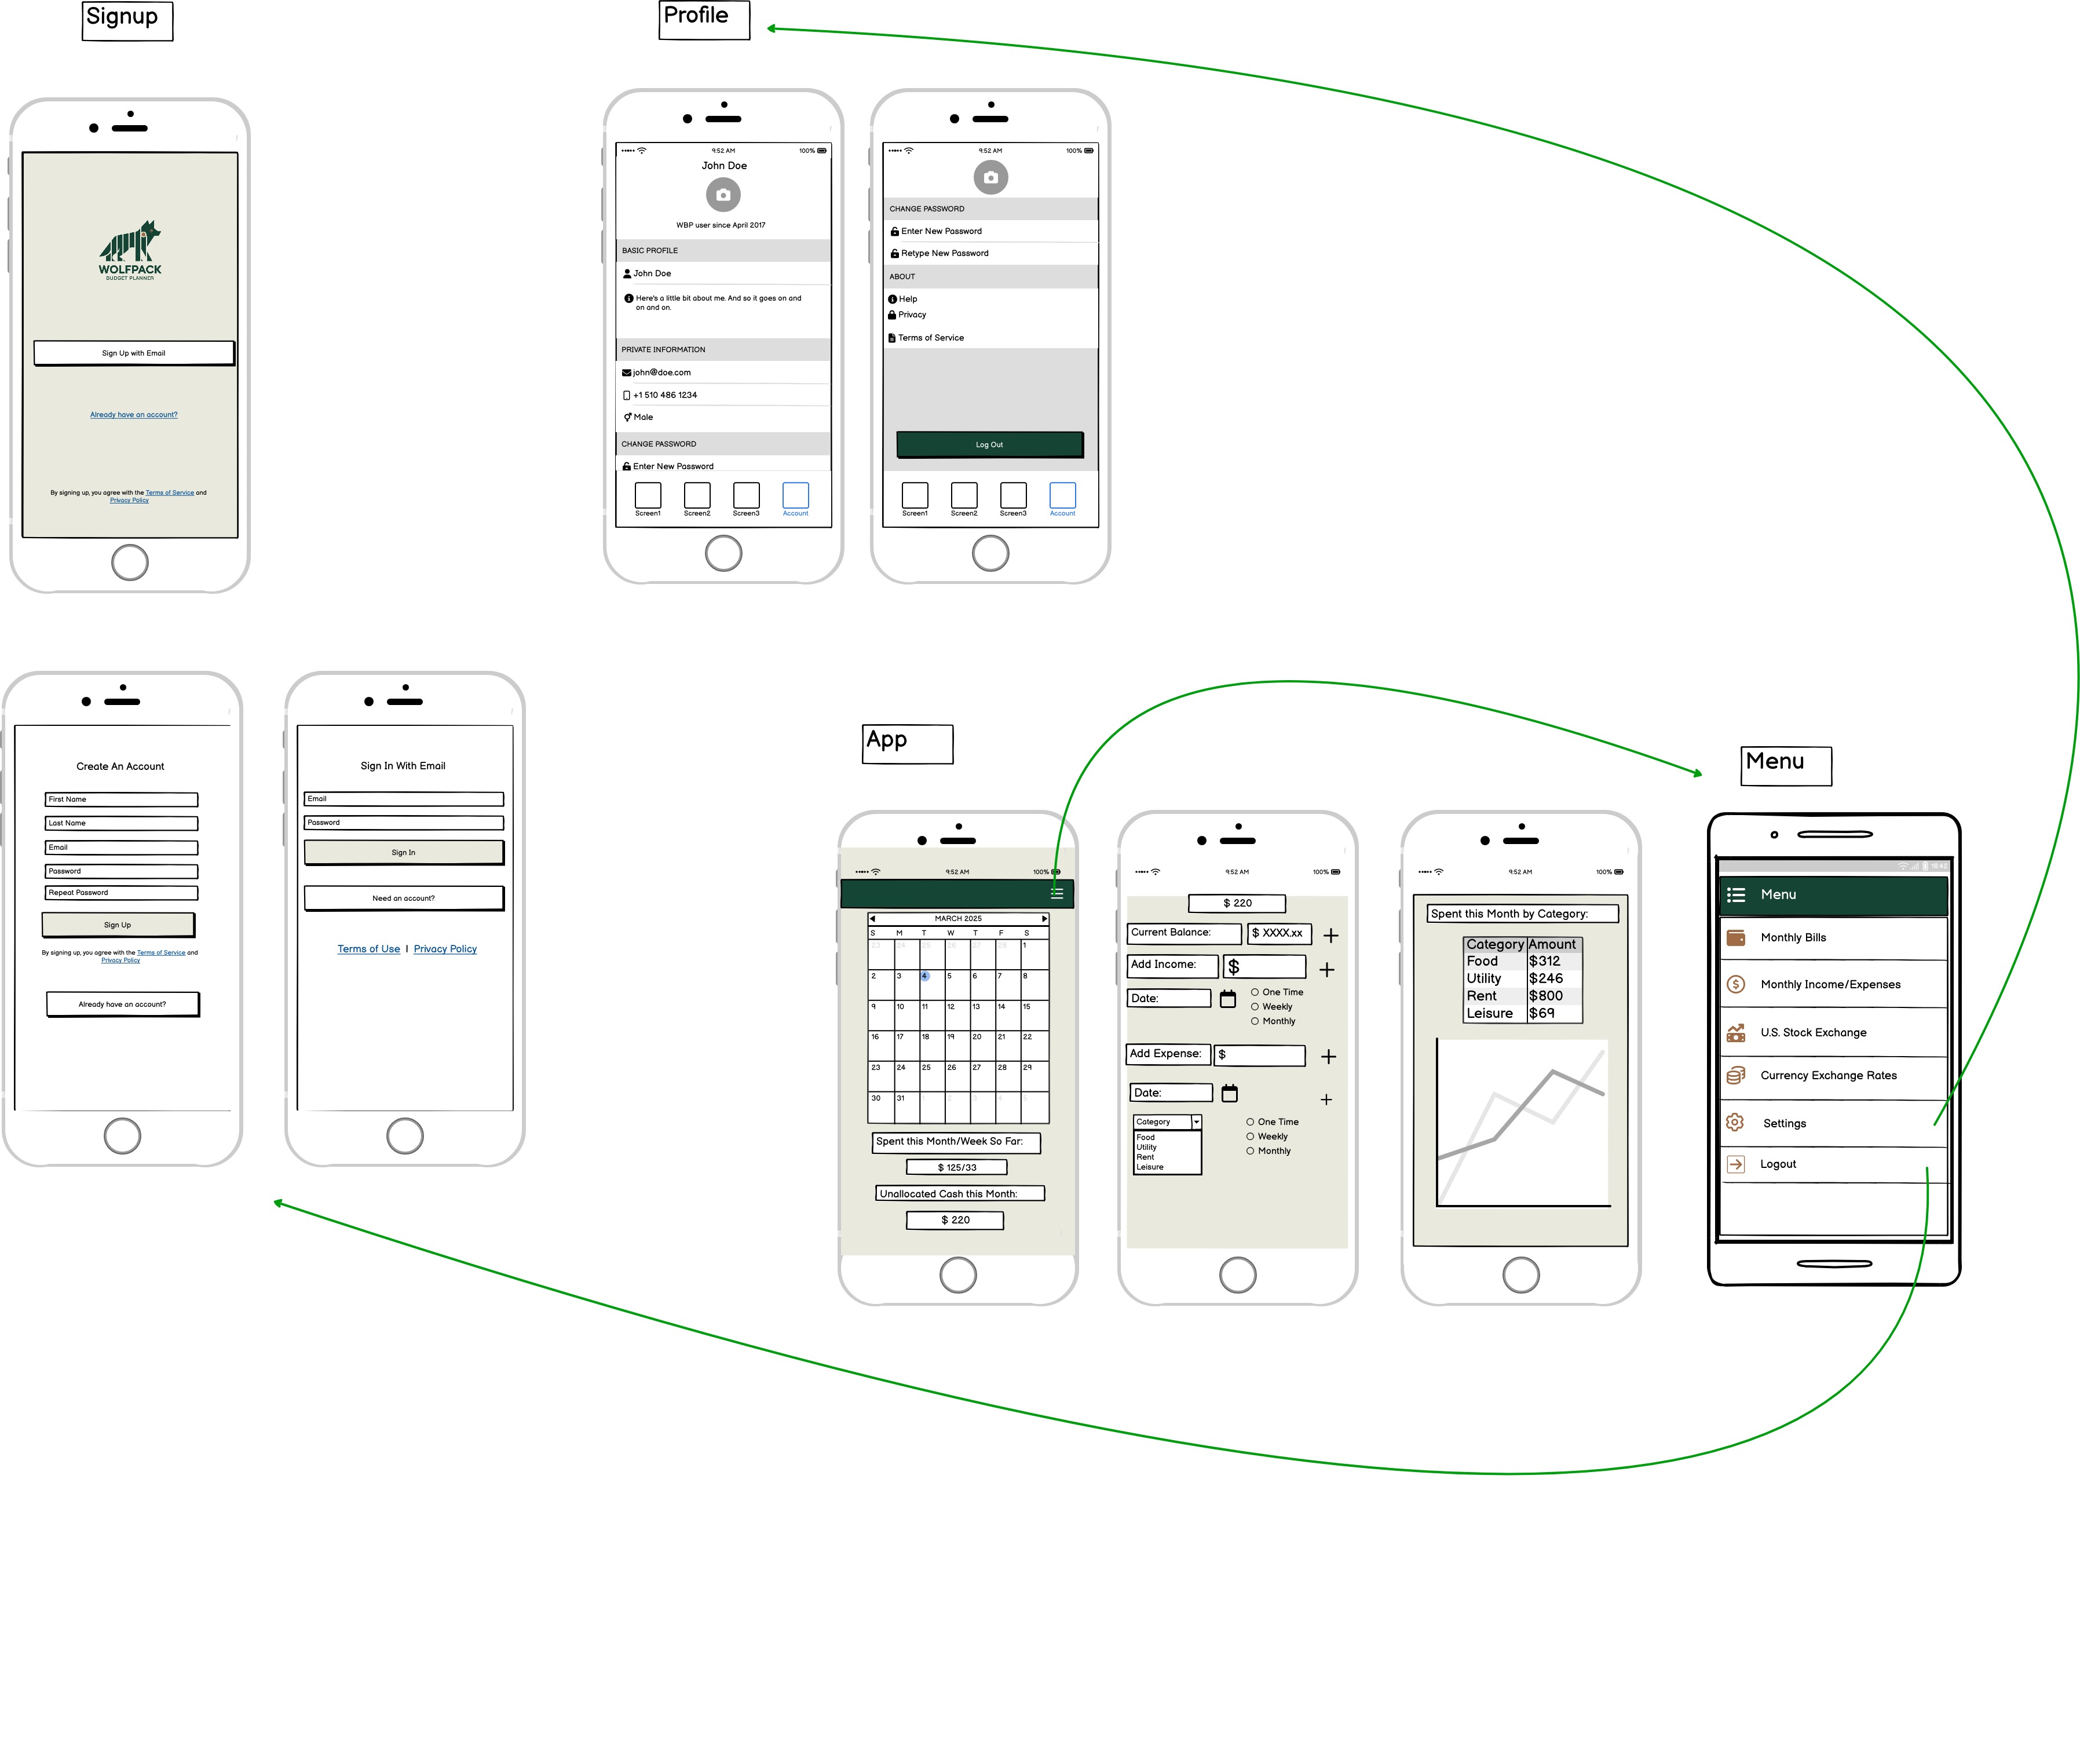 Signup
WOLFPACK
BUDGET PLANNER
Sign Up with Email
Already have an account?
By signing up, you agree with the Terms of Service and
Privacy Policy
Profile
9:52 AM
100%
John Doe
WBP user since April 2017
BASIC PROFILE
John Doe
Here's a little bit about me. And so it goes on and
on and on.
PRIVATE INFORMATION
john@doe.com
+1 510 486 1234
Male
CHANGE PASSWORD
Enter New Password
Screen1 Screen2 Screen3 Account
9:52 AM
100%
CHANGE PASSWORD
Enter New Password
Retype New Password
ABOUT
Help
Privacy
Terms of Service
Log Out
Screen1 Screen2 Screen3 Account
Create An Account
First Name
Last Name
Email
Password
Repeat Password
Sign Up
By signing up, you agree with the Terms of Service and
Privacy Policy
Already have an account?
Sign In With Email
Email
Password
Sign In
Need an account?
Terms of Use | Privacy Policy
App
9:52 AM
100%
MARCH 2025
S M T W T F S
23 24 25 26 27 28 1
2 3 4 5 6 7 8
9 10 11 12 13 14 15
16 17 18 19 20 21 22
23 24 25 26 27 28 29
30 31 1 2 3 4 5
Spent this Month/Week So Far:
$ 125/33
Unallocated Cash this Month:
$ 220
9:52 AM
100%
$ 220
Current Balance: $ XXXX.xx
Add Income: $
Date:
One Time
Weekly
Monthly
Add Expense: $
Date:
Category
Food
Utility
Rent
Leisure
One Time
Weekly
Monthly
9:52 AM
100%
Spent this Month by Category:
Category Amount
Food $312
Utility $246
Rent $800
Leisure $69
Menu
Menu
Monthly Bills
Monthly Income/Expenses
U.S. Stock Exchange
Currency Exchange Rates
Settings
Logout